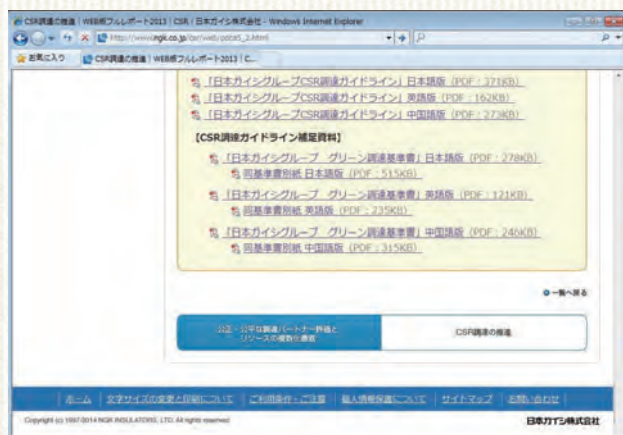 CSR調達の推進 | WEB版フルレポート2013 | CSR | 日本ガイシ株式会社 - Windows Internet Explorer
http://www.ngk.co.jp/csr/web/poca5_2.html
お気に入り
CSR調達の推進 | WEB版フルレポート2013 | C...
「日本ガイシグループCSR調達ガイドライン」日本語版 (PDF : 371KB)
「日本ガイシグループCSR調達ガイドライン」英語版 (PDF : 162KB)
「日本ガイシグループCSR調達ガイドライン」中国語版 (PDF : 273KB)
【CSR調達ガイドライン補足資料】
「日本ガイシグループ グリーン調達基準書」日本語版 (PDF : 278KB)
同基準書別紙 日本語版 (PDF : 515KB)
「日本ガイシグループ グリーン調達基準書」英語版 (PDF : 121KB)
同基準書別紙 英語版 (PDF : 235KB)
「日本ガイシグループ グリーン調達基準書」中国語版 (PDF : 246KB)
同基準書別紙 中国語版 (PDF : 315KB)
一覧へ戻る
公正・公平な調達パートナー評価と
リソースの複数化
CSR調達の推進
ホーム | 文字サイズの変更と印刷について | ご利用条件・ご注意 | 個人情報保護について | サイトマップ | お問い合わせ
Copyright (c) 1997-2014 NGK INSULATORS, LTD. All rights reserved.
日本ガイシ株式会社